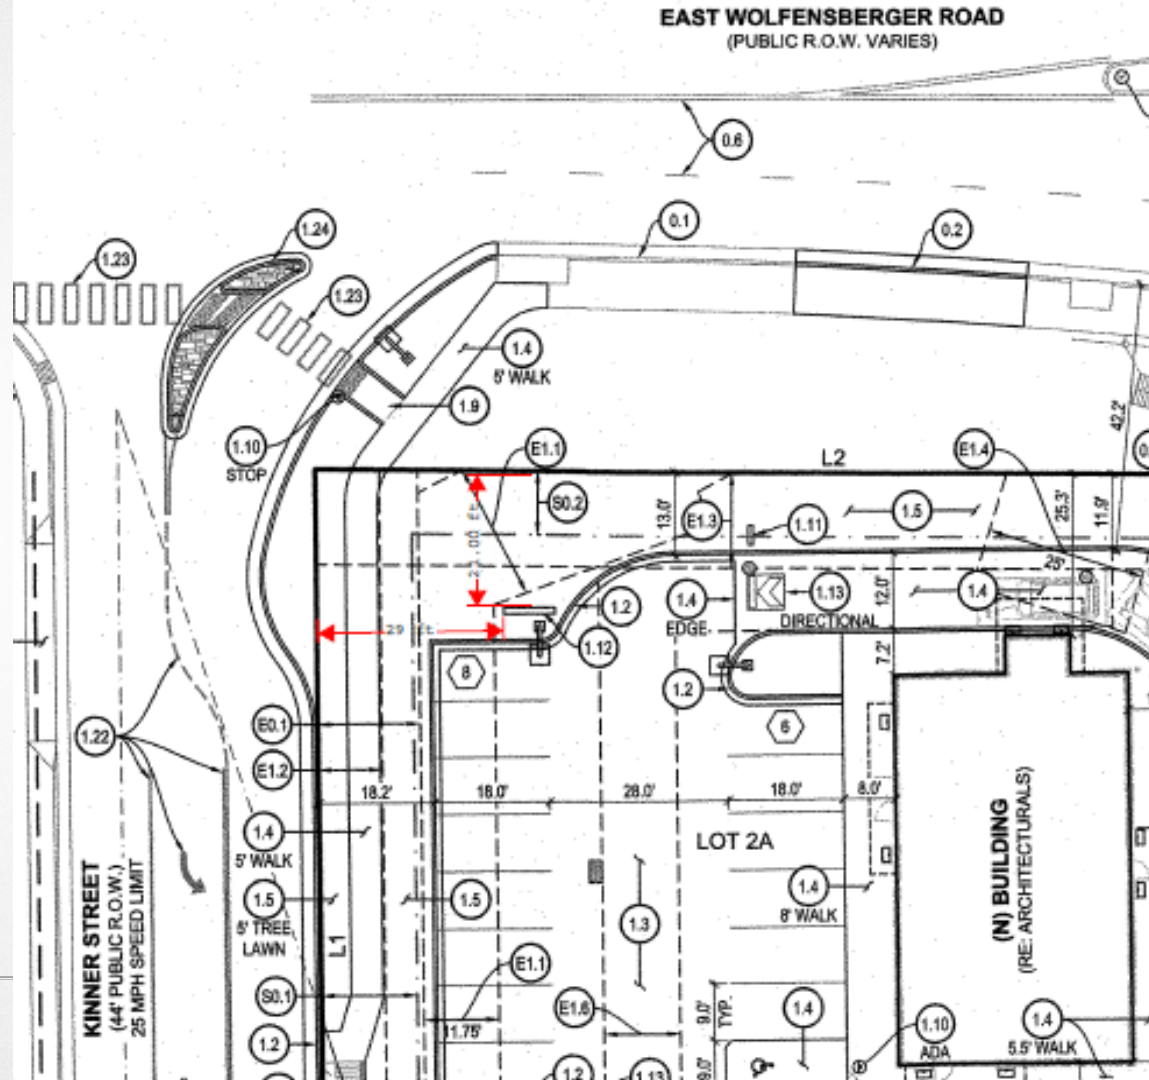 EAST WOLFENSBERGER ROAD
(PUBLIC R.O.W. VARIES)
0.6
0.1
0.2
1.24
1.23
1.23
1.4
5' WALK
1.9
1.10
STOP
E1.1
L2
E1.4
42.2'
S0.2
13.0'
E1.3
1.11
1.5
25.3'
11.9'
21.00 ft
25'
1.2
1.4
EDGE
1.13
DIRECTIONAL
12.0'
1.4
29
ft
1.12
7.2'
8
1.2
6
E0.1
1.22
E1.2
18.2'
18.0'
28.0'
18.0'
8.0'
1.4
5' WALK
LOT 2A
1.5
5' TREE
LAWN
1.5
1.4
8' WALK
1.3
KINNER STREET
(44' PUBLIC R.O.W.)
25 MPH SPEED LIMIT
L1
(N) BUILDING
(RE: ARCHITECTURALS)
E1.1
S0.1
11.75'
E1.6
9.0'
TYP.
1.4
1.10
ADA
1.4
5.5' WALK
1.2
1.2
1.13
9.0'